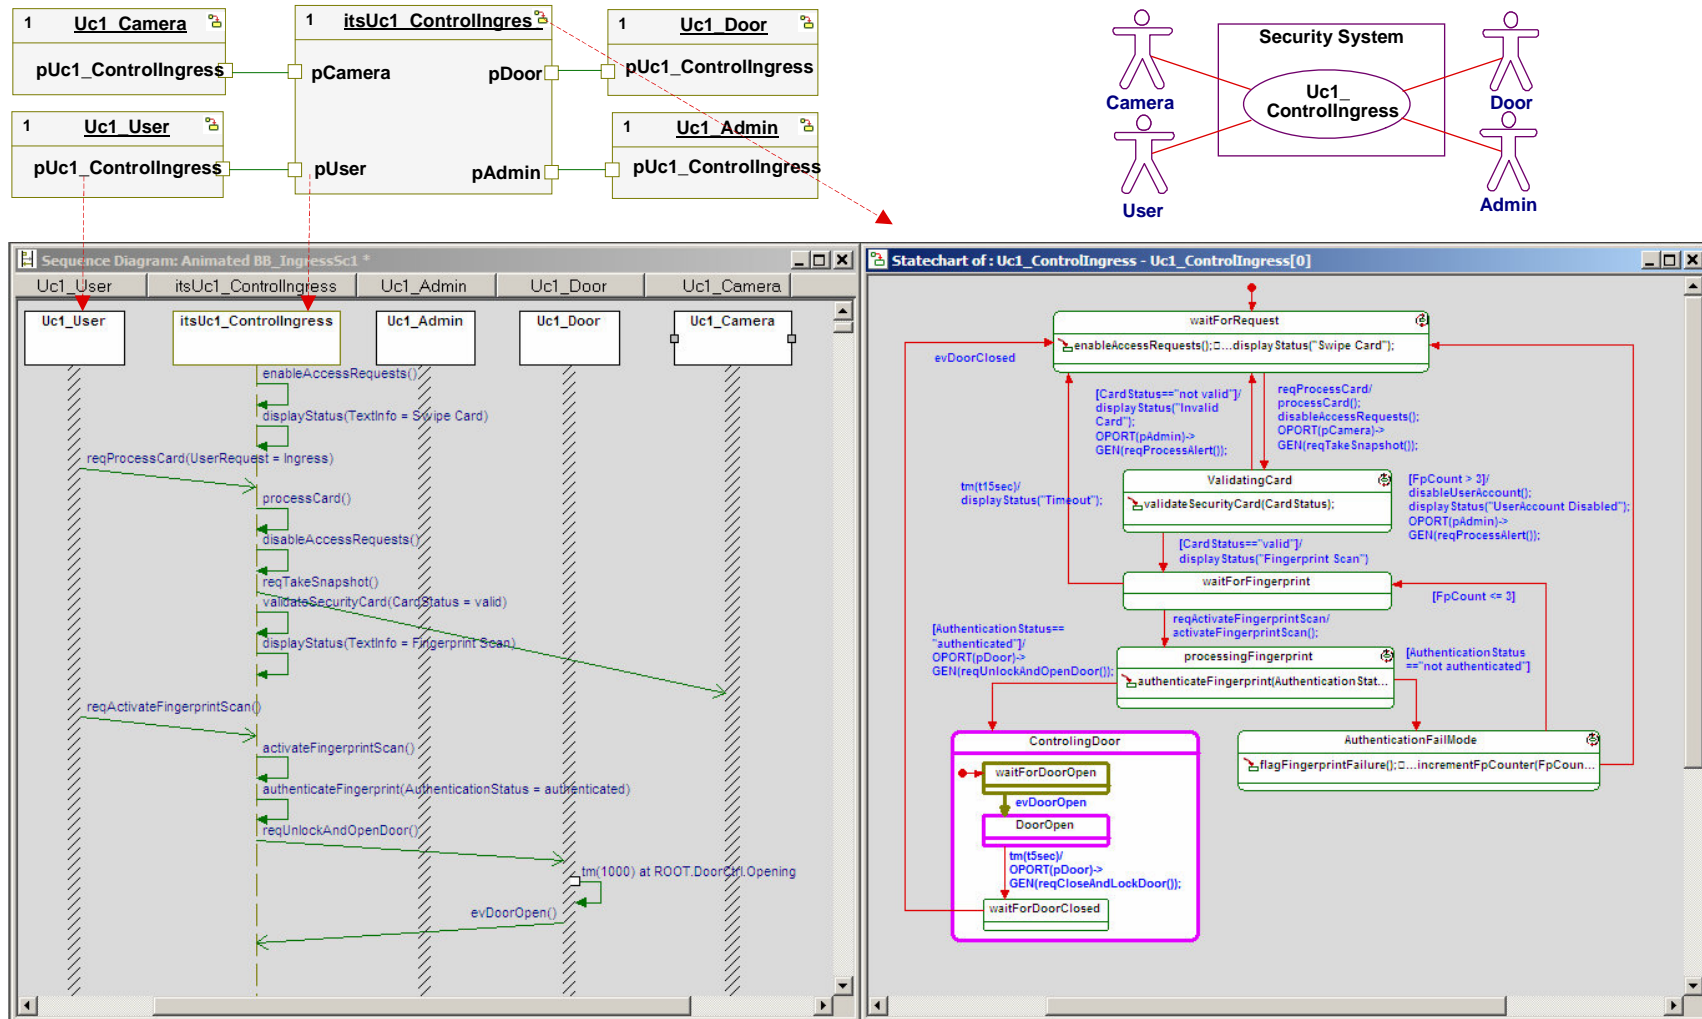 1 Uc1_Camera
pUc1_ControlIngress
1 Uc1_User
pUc1_ControlIngress
1 itsUc1_ControlIngres
pCamera pDoor
pUser pAdmin
1 Uc1_Door
pUc1_ControlIngress
1 Uc1_Admin
pUc1_ControlIngress
Security System
Uc1_
ControlIngress
Camera
Door
User
Admin
Sequence Diagram: Animated BB_IngressSc1 *
Uc1_User itsUc1_ControlIngress Uc1_Admin Uc1_Door Uc1_Camera
Uc1_User itsUc1_ControlIngress Uc1_Admin Uc1_Door Uc1_Camera
enableAccessRequests()
displayStatus(TextInfo = Swipe Card)
reqProcessCard(UserRequest = Ingress)
processCard()
disableAccessRequests()
reqTakeSnapshot()
validateSecurityCard(CardStatus = valid)
displayStatus(TextInfo = Fingerprint Scan)
reqActivateFingerprintScan()
activateFingerprintScan()
authenticateFingerprint(AuthenticationStatus = authenticated)
reqUnlockAndOpenDoor()
tm(1000) at ROOT.DoorCtrl.Opening
evDoorOpen()
Statechart of : Uc1_ControlIngress - Uc1_ControlIngress[0]
waitForRequest
enableAccessRequests();□...displayStatus("Swipe Card");
evDoorClosed
[CardStatus=="not valid"]/
displayStatus("Invalid
Card");
OPORT(pAdmin)->
GEN(reqProcessAlert());
reqProcessCard/
processCard();
disableAccessRequests();
OPORT(pCamera)->
GEN(reqTakeSnapshot());
tm(t15sec)/
displayStatus("Timeout");
ValidatingCard
validateSecurityCard(CardStatus);
[FpCount > 3]/
disableUserAccount();
displayStatus("UserAccount Disabled");
OPORT(pAdmin)->
GEN(reqProcessAlert());
[CardStatus=="valid"]/
displayStatus("Fingerprint Scan")
waitForFingerprint
[FpCount <= 3]
reqActivateFingerprintScan/
activateFingerprintScan();
[AuthenticationStatus==
"authenticated"]/
OPORT(pDoor)->
GEN(reqUnlockAndOpenDoor());
processingFingerprint
authenticateFingerprint(AuthenticationStat...
[AuthenticationStatus
=="not authenticated"]
ControlingDoor
waitForDoorOpen
evDoorOpen
DoorOpen
tm(t5sec)/
OPORT(pDoor)->
GEN(reqCloseAndLockDoor());
waitForDoorClosed
AuthenticationFailMode
flagFingerprintFailure();□...incrementFpCounter(FpCoun...